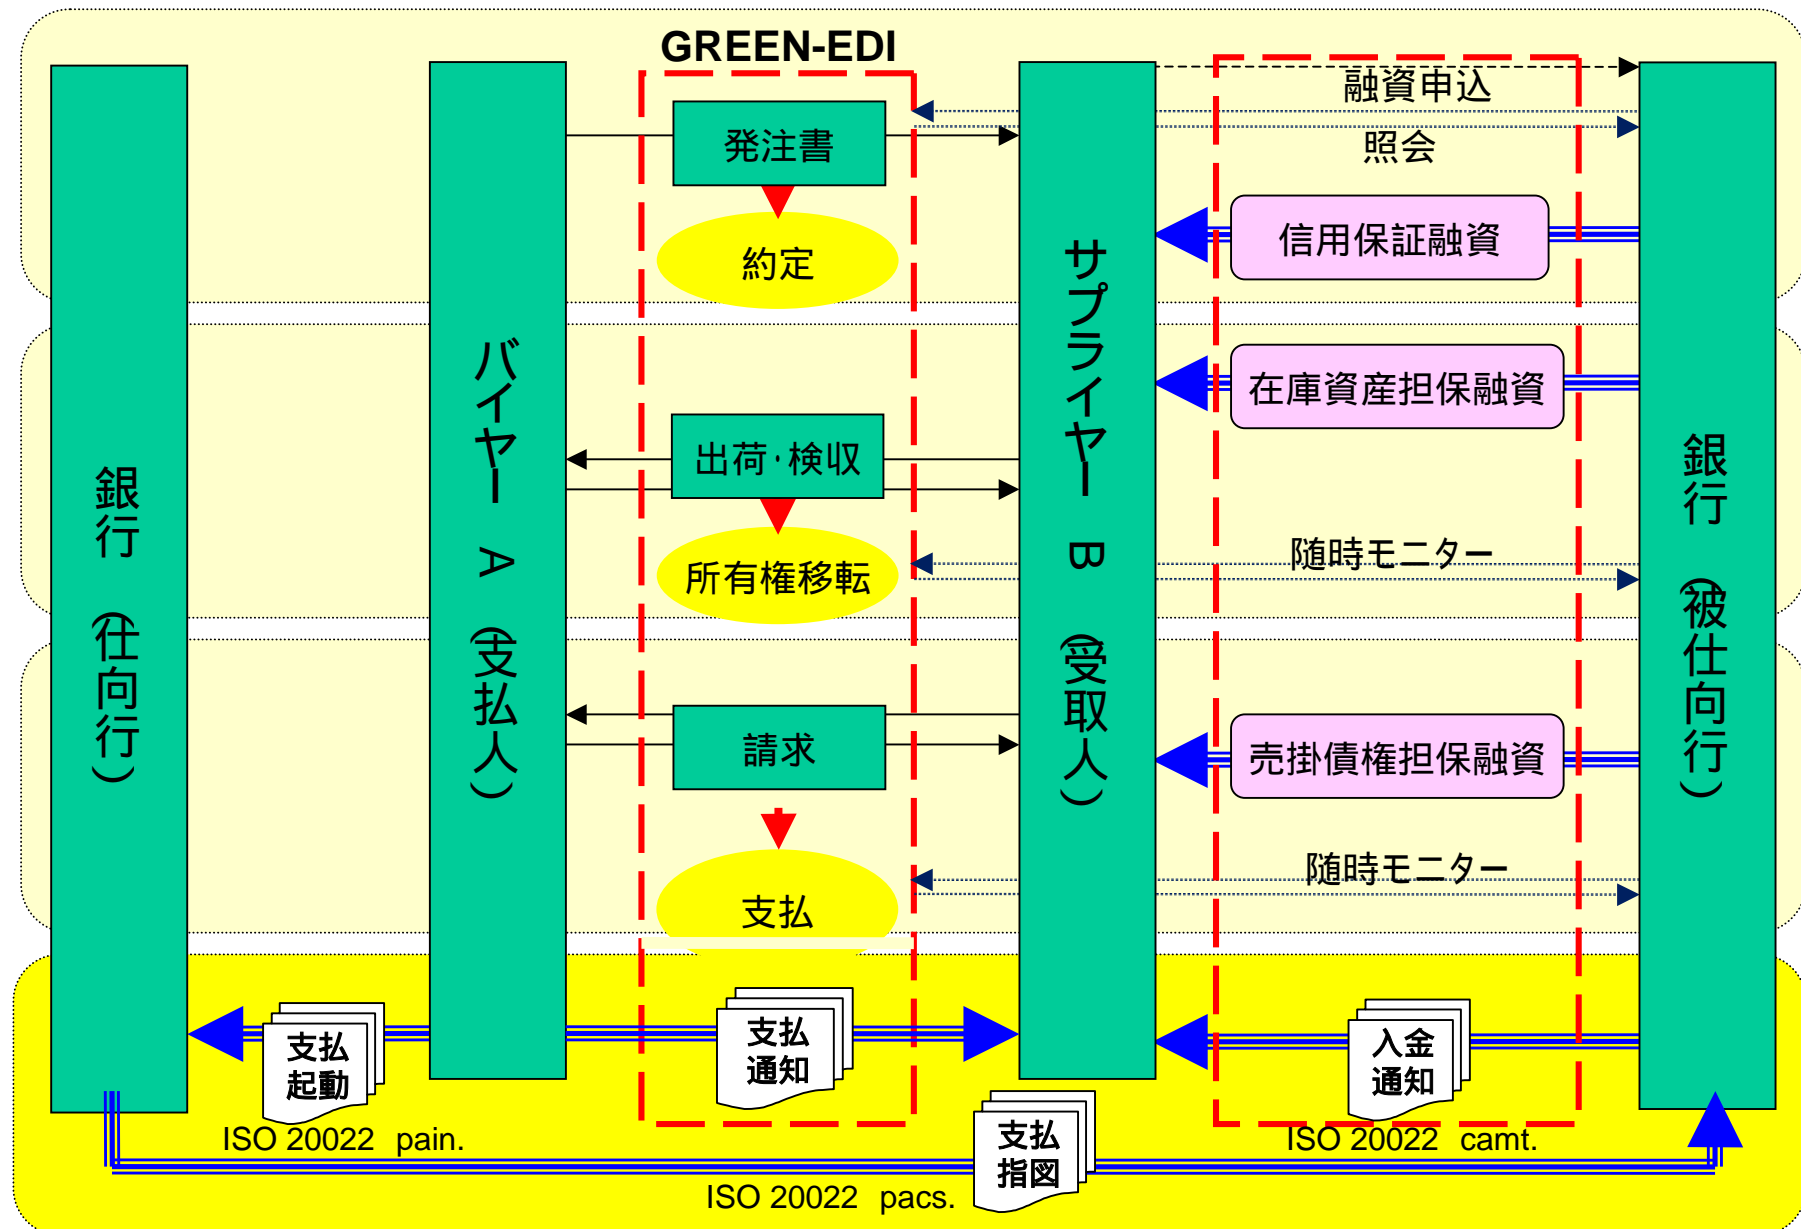 GREEN-EDI
融資申込
発注書
照会
信用保証融資
約定
在庫資産担保融資
出荷・検収
随時モニター
所有権移転
銀行 (仕向行)
バイヤー A (支払人)
サプライヤー B (受取人)
銀行 (被仕向行)
請求
売掛債権担保融資
随時モニター
支払
支払
起動
支払
通知
入金
通知
ISO 20022 pain.
支払
指図
ISO 20022 camt.
ISO 20022 pacs.